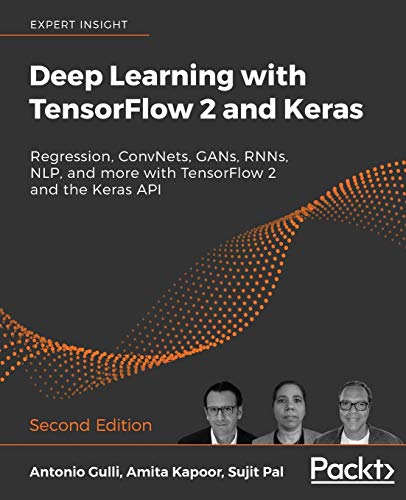 EXPERT INSIGHT
Deep Learning with
TensorFlow 2 and Keras
Regression, ConvNets, GANs, RNNs,
NLP, and more with TensorFlow 2
and the Keras API
Second Edition
Antonio Gulli, Amita Kapoor, Sujit Pal
Packt>